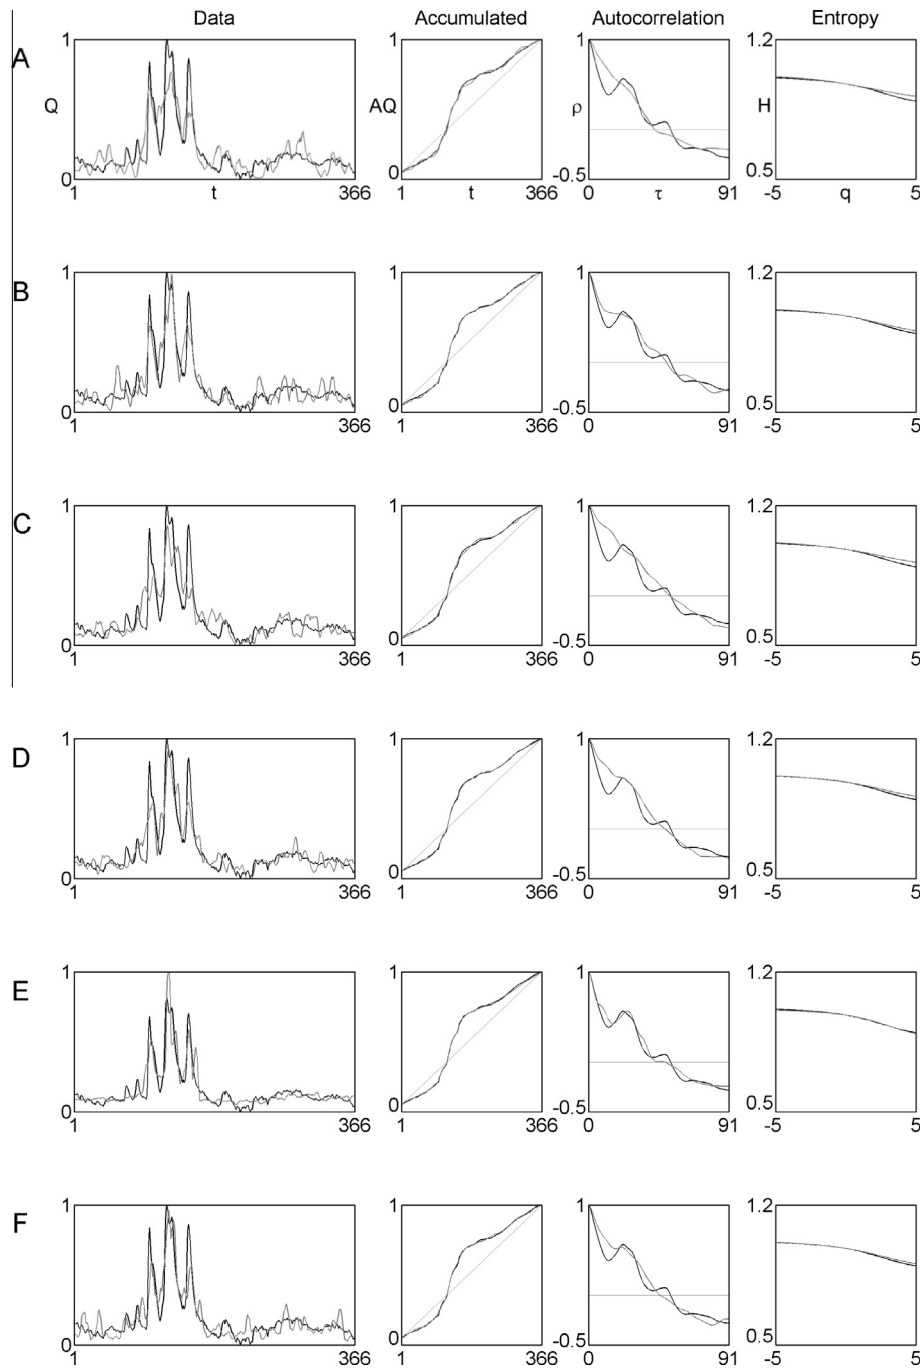 Data Accumulated Autocorrelation Entropy
A 1 Q 0 1 t 366 1 AQ 0 1 t 366 1 ρ -0.5 0 τ 91 1.2 H 0.5 -5 q 5
B 1 0 1 366 1 0 1 366 1 -0.5 0 91 1.2 0.5 -5 5
C 1 0 1 366 1 0 1 366 1 -0.5 0 91 1.2 0.5 -5 5
D 1 0 1 366 1 0 1 366 1 -0.5 0 91 1.2 0.5 -5 5
E 1 0 1 366 1 0 1 366 1 -0.5 0 91 1.2 0.5 -5 5
F 1 0 1 366 1 0 1 366 1 -0.5 0 91 1.2 0.5 -5 5